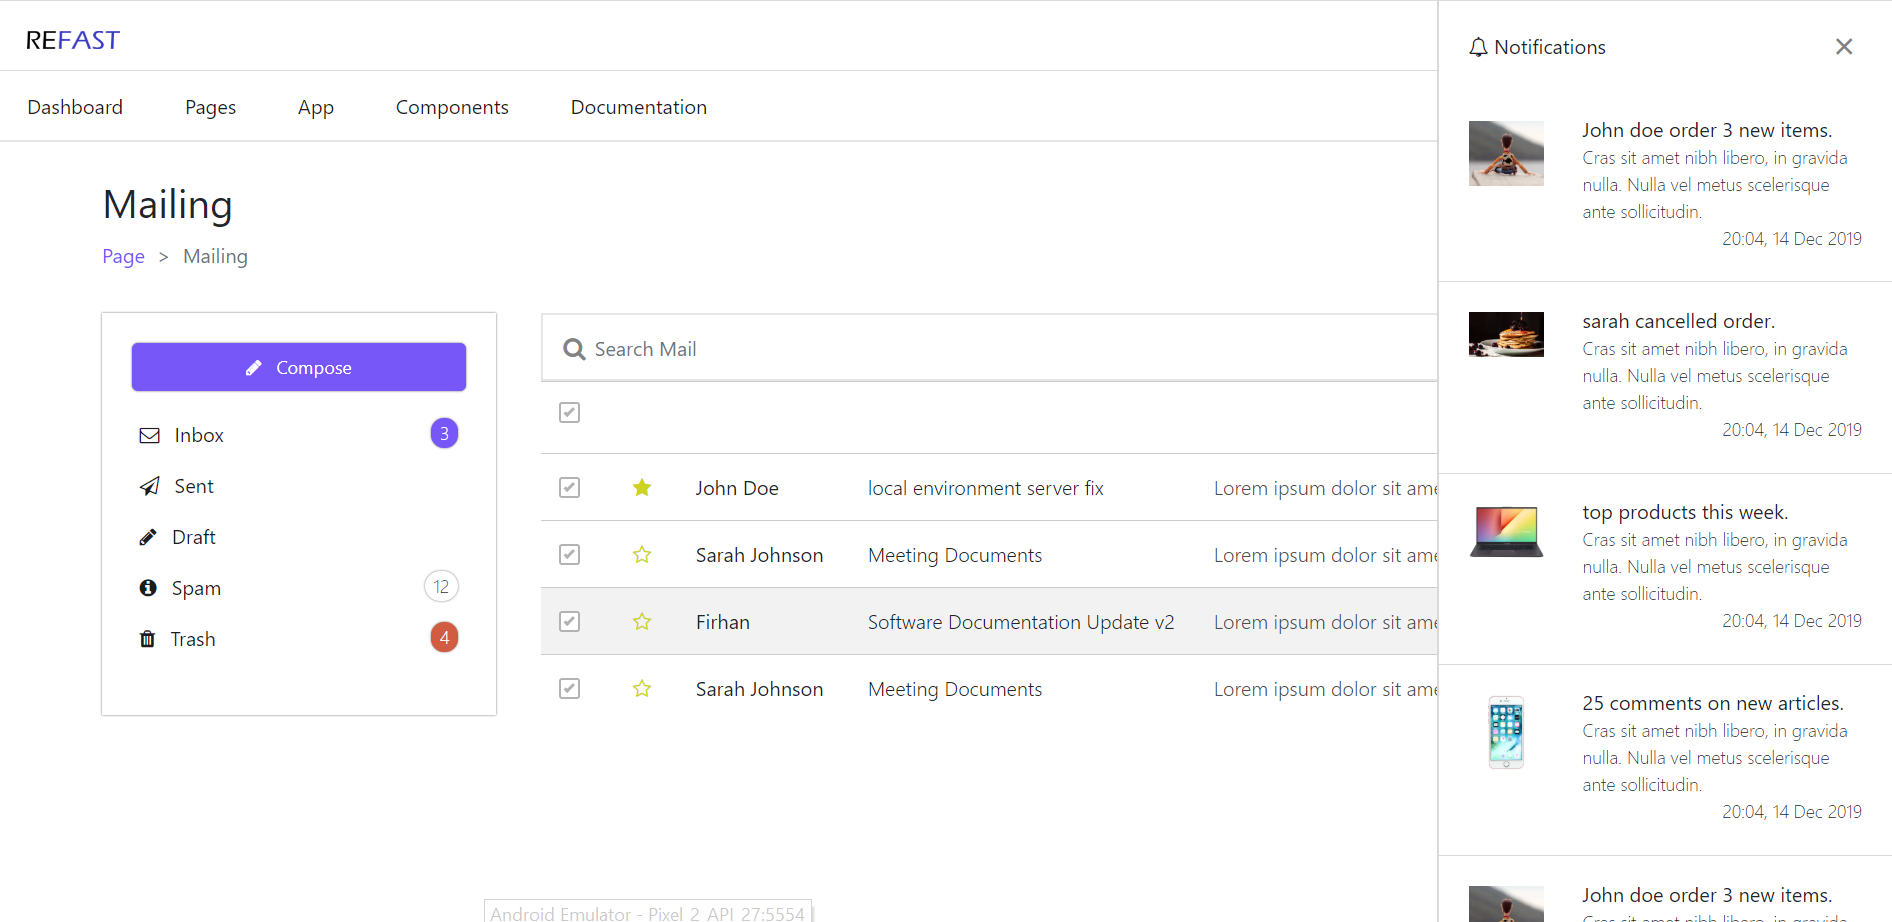 REFAST
Dashboard Pages App Components Documentation
Mailing
Page > Mailing
Compose
Inbox 3
Sent
Draft
Spam 12
Trash 4
Search Mail
John Doe local environment server fix Lorem ipsum dolor sit ame
Sarah Johnson Meeting Documents Lorem ipsum dolor sit ame
Firhan Software Documentation Update v2 Lorem ipsum dolor sit ame
Sarah Johnson Meeting Documents Lorem ipsum dolor sit ame
Notifications
John doe order 3 new items.
Cras sit amet nibh libero, in gravida
nulla. Nulla vel metus scelerisque
ante sollicitudin.
20:04, 14 Dec 2019
sarah cancelled order.
Cras sit amet nibh libero, in gravida
nulla. Nulla vel metus scelerisque
ante sollicitudin.
20:04, 14 Dec 2019
top products this week.
Cras sit amet nibh libero, in gravida
nulla. Nulla vel metus scelerisque
ante sollicitudin.
20:04, 14 Dec 2019
25 comments on new articles.
Cras sit amet nibh libero, in gravida
nulla. Nulla vel metus scelerisque
ante sollicitudin.
20:04, 14 Dec 2019
John doe order 3 new items.
Cras sit amet nibh libero, in gravida
Android Emulator - Pixel_2_API_27:5554